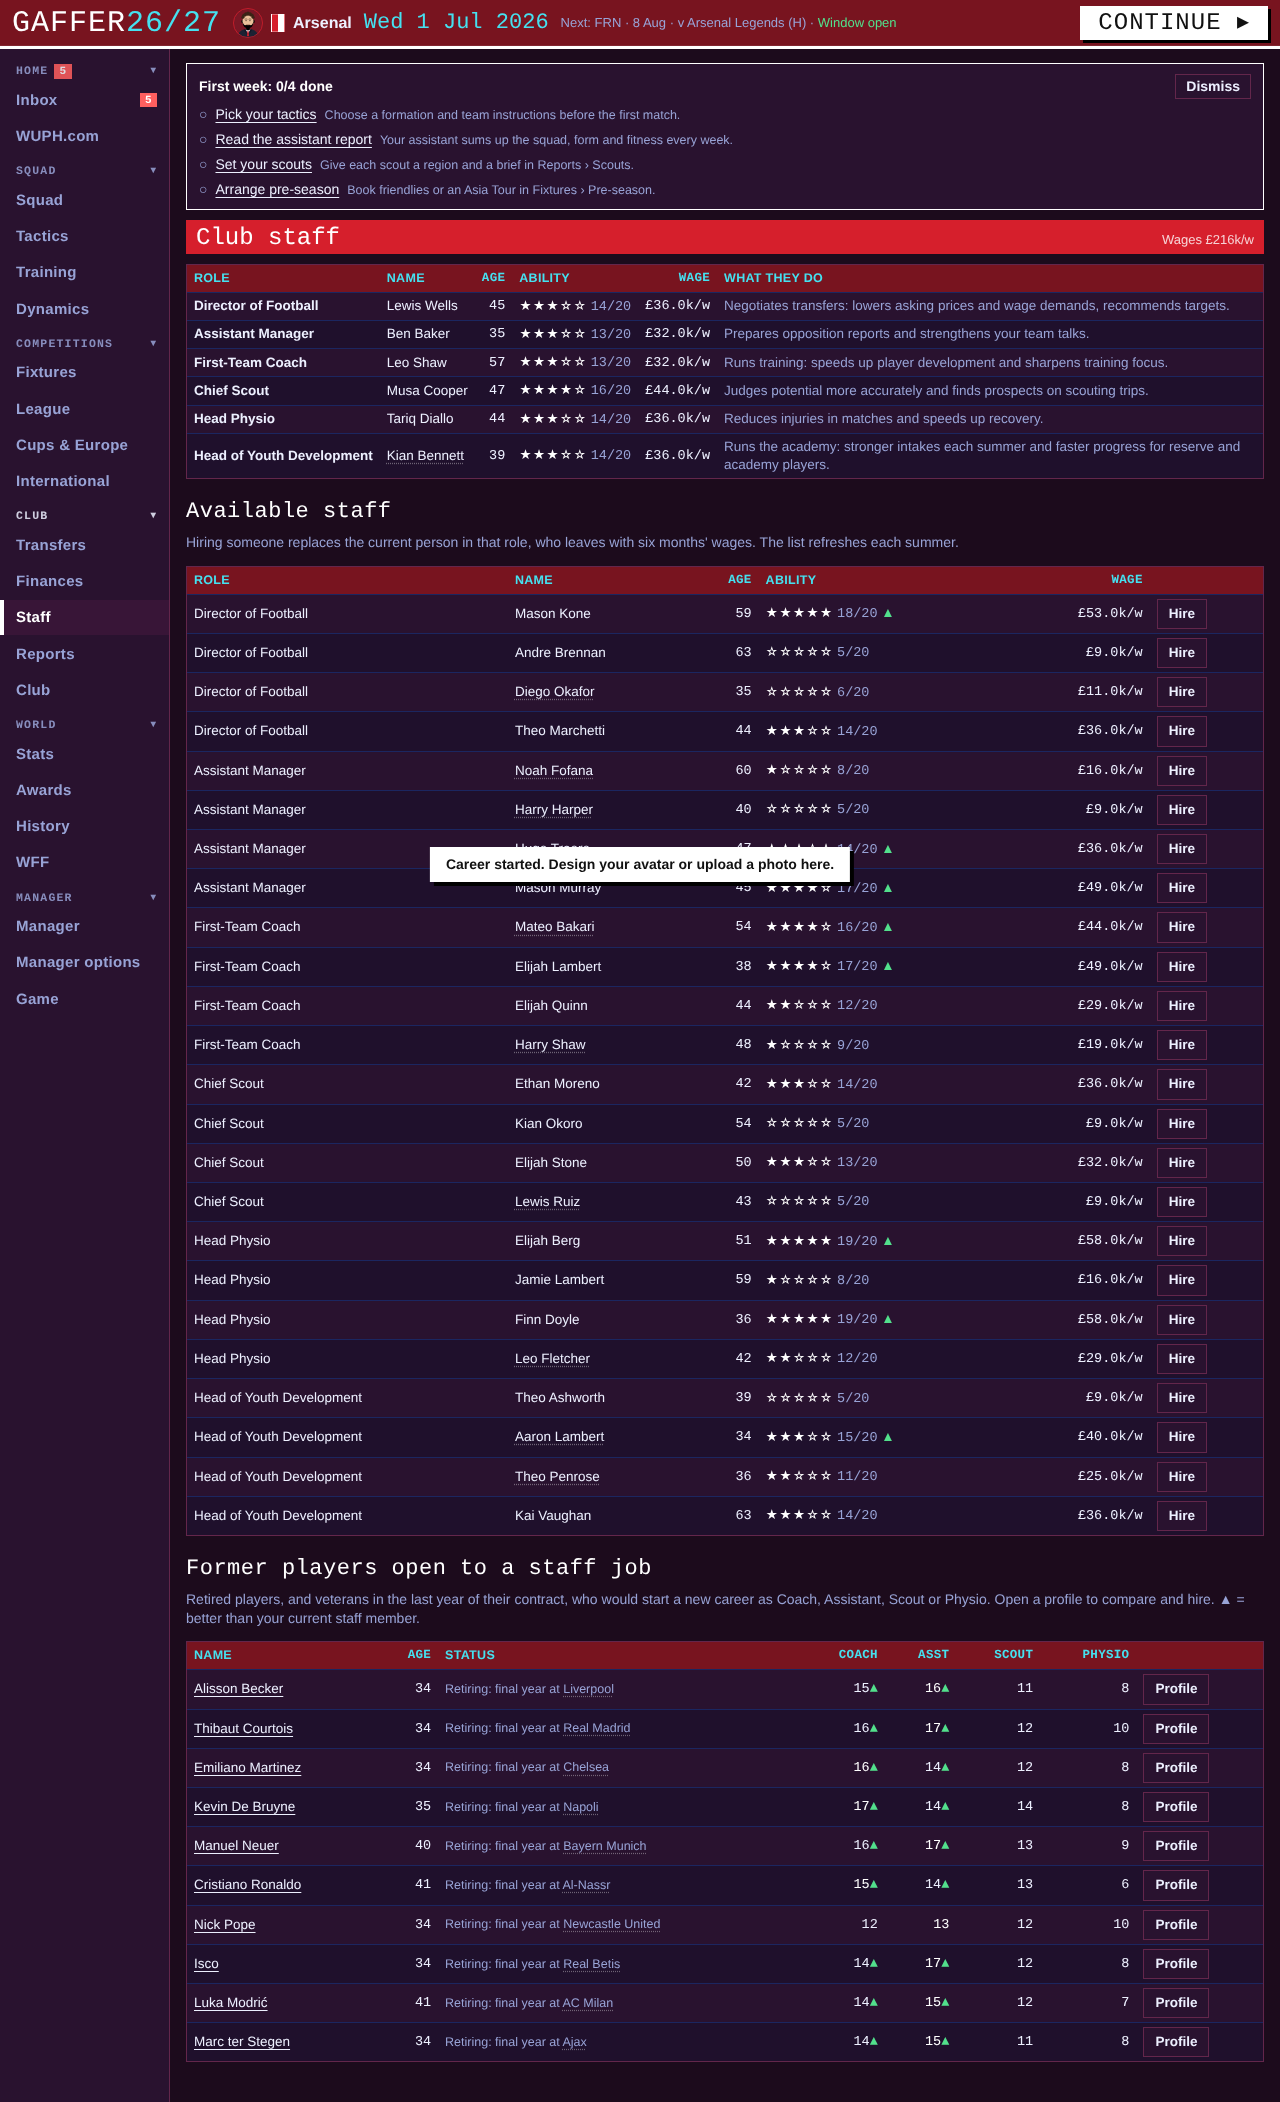 GAFFER26/27 Arsenal Wed 1 Jul 2026 Next: FRN · 8 Aug · v Arsenal Legends (H) · Window open CONTINUE ▶
HOME 5 ▼
Inbox 5
WUPH.com
SQUAD ▼
Squad
Tactics
Training
Dynamics
COMPETITIONS ▼
Fixtures
League
Cups & Europe
International
CLUB ▼
Transfers
Finances
Staff
Reports
Club
WORLD ▼
Stats
Awards
History
WFF
MANAGER ▼
Manager
Manager options
Game
First week: 0/4 done Dismiss
○ Pick your tactics Choose a formation and team instructions before the first match.
○ Read the assistant report Your assistant sums up the squad, form and fitness every week.
○ Set your scouts Give each scout a region and a brief in Reports › Scouts.
○ Arrange pre-season Book friendlies or an Asia Tour in Fixtures › Pre-season.
Club staff Wages £216k/w
ROLE NAME AGE ABILITY WAGE WHAT THEY DO
Director of Football Lewis Wells 45 ★★★☆☆ 14/20 £36.0k/w Negotiates transfers: lowers asking prices and wage demands, recommends targets.
Assistant Manager Ben Baker 35 ★★★☆☆ 13/20 £32.0k/w Prepares opposition reports and strengthens your team talks.
First-Team Coach Leo Shaw 57 ★★★☆☆ 13/20 £32.0k/w Runs training: speeds up player development and sharpens training focus.
Chief Scout Musa Cooper 47 ★★★★☆ 16/20 £44.0k/w Judges potential more accurately and finds prospects on scouting trips.
Head Physio Tariq Diallo 44 ★★★☆☆ 14/20 £36.0k/w Reduces injuries in matches and speeds up recovery.
Head of Youth Development Kian Bennett 39 ★★★☆☆ 14/20 £36.0k/w Runs the academy: stronger intakes each summer and faster progress for reserve and
academy players.
Available staff
Hiring someone replaces the current person in that role, who leaves with six months' wages. The list refreshes each summer.
ROLE NAME AGE ABILITY WAGE
Director of Football Mason Kone 59 ★★★★★ 18/20 ▲ £53.0k/w Hire
Director of Football Andre Brennan 63 ☆☆☆☆☆ 5/20 £9.0k/w Hire
Director of Football Diego Okafor 35 ☆☆☆☆☆ 6/20 £11.0k/w Hire
Director of Football Theo Marchetti 44 ★★★☆☆ 14/20 £36.0k/w Hire
Assistant Manager Noah Fofana 60 ★☆☆☆☆ 8/20 £16.0k/w Hire
Assistant Manager Harry Harper 40 ☆☆☆☆☆ 5/20 £9.0k/w Hire
Assistant Manager /20 ▲ £36.0k/w Hire
Career started. Design your avatar or upload a photo here.
Assistant Manager Mason Murray 45 ★★★★☆ 17/20 ▲ £49.0k/w Hire
First-Team Coach Mateo Bakari 54 ★★★★☆ 16/20 ▲ £44.0k/w Hire
First-Team Coach Elijah Lambert 38 ★★★★☆ 17/20 ▲ £49.0k/w Hire
First-Team Coach Elijah Quinn 44 ★★☆☆☆ 12/20 £29.0k/w Hire
First-Team Coach Harry Shaw 48 ★☆☆☆☆ 9/20 £19.0k/w Hire
Chief Scout Ethan Moreno 42 ★★★☆☆ 14/20 £36.0k/w Hire
Chief Scout Kian Okoro 54 ☆☆☆☆☆ 5/20 £9.0k/w Hire
Chief Scout Elijah Stone 50 ★★★☆☆ 13/20 £32.0k/w Hire
Chief Scout Lewis Ruiz 43 ☆☆☆☆☆ 5/20 £9.0k/w Hire
Head Physio Elijah Berg 51 ★★★★★ 19/20 ▲ £58.0k/w Hire
Head Physio Jamie Lambert 59 ★☆☆☆☆ 8/20 £16.0k/w Hire
Head Physio Finn Doyle 36 ★★★★★ 19/20 ▲ £58.0k/w Hire
Head Physio Leo Fletcher 42 ★★☆☆☆ 12/20 £29.0k/w Hire
Head of Youth Development Theo Ashworth 39 ☆☆☆☆☆ 5/20 £9.0k/w Hire
Head of Youth Development Aaron Lambert 34 ★★★☆☆ 15/20 ▲ £40.0k/w Hire
Head of Youth Development Theo Penrose 36 ★★☆☆☆ 11/20 £25.0k/w Hire
Head of Youth Development Kai Vaughan 63 ★★★☆☆ 14/20 £36.0k/w Hire
Former players open to a staff job
Retired players, and veterans in the last year of their contract, who would start a new career as Coach, Assistant, Scout or Physio. Open a profile to compare and hire. ▲ =
better than your current staff member.
NAME AGE STATUS COACH ASST SCOUT PHYSIO
Alisson Becker 34 Retiring: final year at Liverpool 15▲ 16▲ 11 8 Profile
Thibaut Courtois 34 Retiring: final year at Real Madrid 16▲ 17▲ 12 10 Profile
Emiliano Martinez 34 Retiring: final year at Chelsea 16▲ 14▲ 12 8 Profile
Kevin De Bruyne 35 Retiring: final year at Napoli 17▲ 14▲ 14 8 Profile
Manuel Neuer 40 Retiring: final year at Bayern Munich 16▲ 17▲ 13 9 Profile
Cristiano Ronaldo 41 Retiring: final year at Al-Nassr 15▲ 14▲ 13 6 Profile
Nick Pope 34 Retiring: final year at Newcastle United 12 13 12 10 Profile
Isco 34 Retiring: final year at Real Betis 14▲ 17▲ 12 8 Profile
Luka Modrić 41 Retiring: final year at AC Milan 14▲ 15▲ 12 7 Profile
Marc ter Stegen 34 Retiring: final year at Ajax 14▲ 15▲ 11 8 Profile